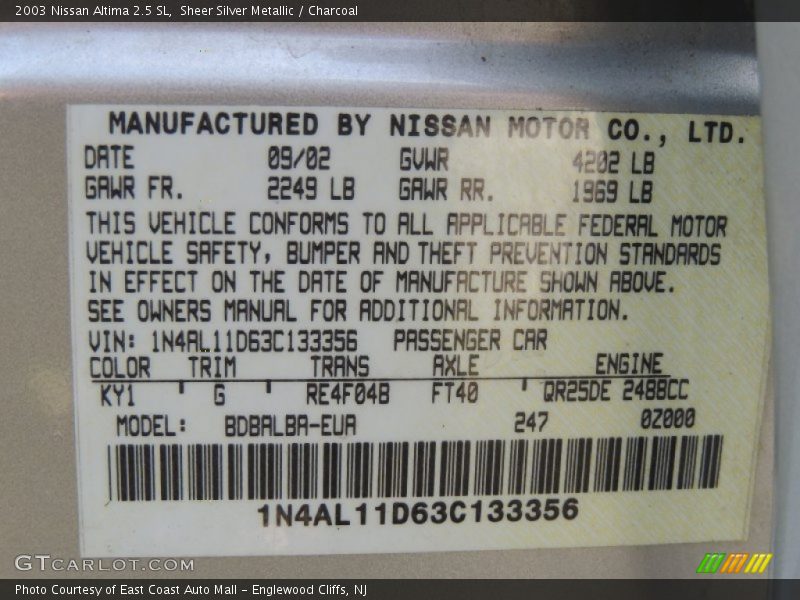 2003 Nissan Altima 2.5 SL,  Sheer Silver Metallic / Charcoal
MANUFACTURED BY NISSAN MOTOR CO., LTD.
DATE 09/02 GVWR 4202 LB
GAWR FR. 2249 LB GAWR RR. 1969 LB
THIS VEHICLE CONFORMS TO ALL APPLICABLE FEDERAL MOTOR
VEHICLE SAFETY, BUMPER AND THEFT PREVENTION STANDARDS
IN EFFECT ON THE DATE OF MANUFACTURE SHOWN ABOVE.
SEE OWNERS MANUAL FOR ADDITIONAL INFORMATION.
VIN: 1N4AL11D63C133356 PASSENGER CAR
COLOR TRIM TRANS AXLE ENGINE
KY1 G RE4F04B FT40 QR25DE 2488CC
MODEL: BDBALBA-EUA 247 0Z000
1N4AL11D63C133356
GTCARLOT.COM
Photo Courtesy of East Coast Auto Mall - Englewood Cliffs, NJ